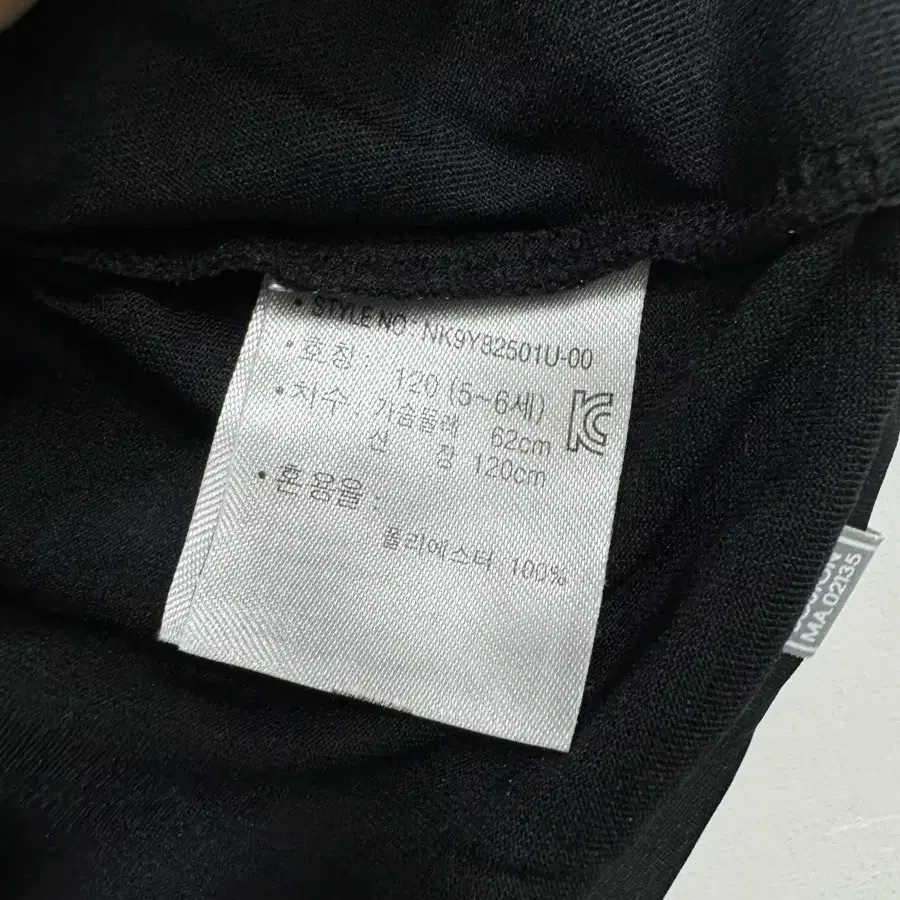 • STYLE NO : NK9Y82501U-00
• 호칭 120 (5~6세)
• 치수 가슴둘레 62cm
신 장 120cm
• 혼용율 :
폴리에스터 100%
MA.02135